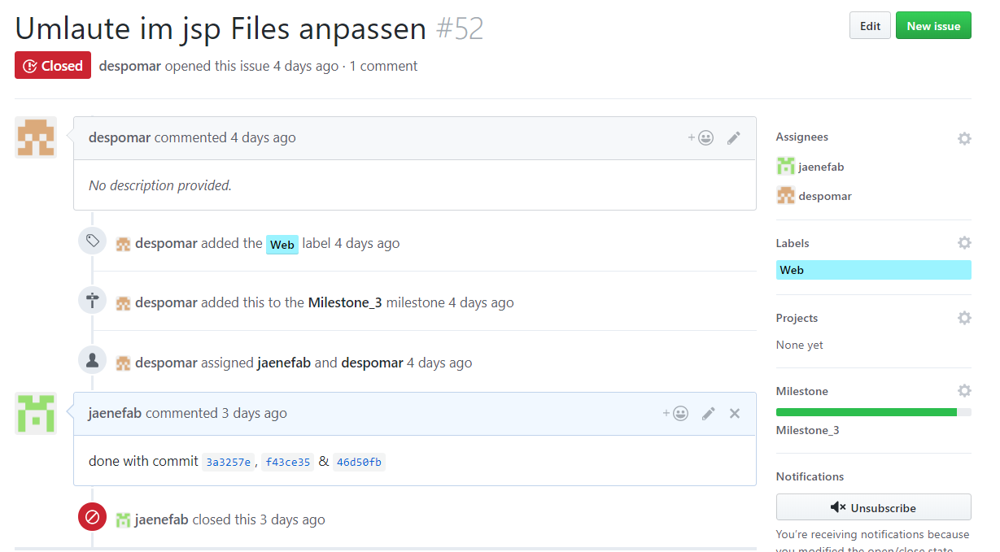 Umlaute im jsp Files anpassen #52
Edit
New issue
Closed
despomar opened this issue 4 days ago · 1 comment
despomar commented 4 days ago
No description provided.
despomar added the Web label 4 days ago
despomar added this to the Milestone_3 milestone 4 days ago
despomar assigned jaenefab and despomar 4 days ago
jaenefab commented 3 days ago
done with commit 3a3257e, f43ce35 & 46d50fb
jaenefab closed this 3 days ago
Assignees
jaenefab
despomar
Labels
Web
Projects
None yet
Milestone
Milestone_3
Notifications
Unsubscribe
You're receiving notifications because
you modified the open/close state